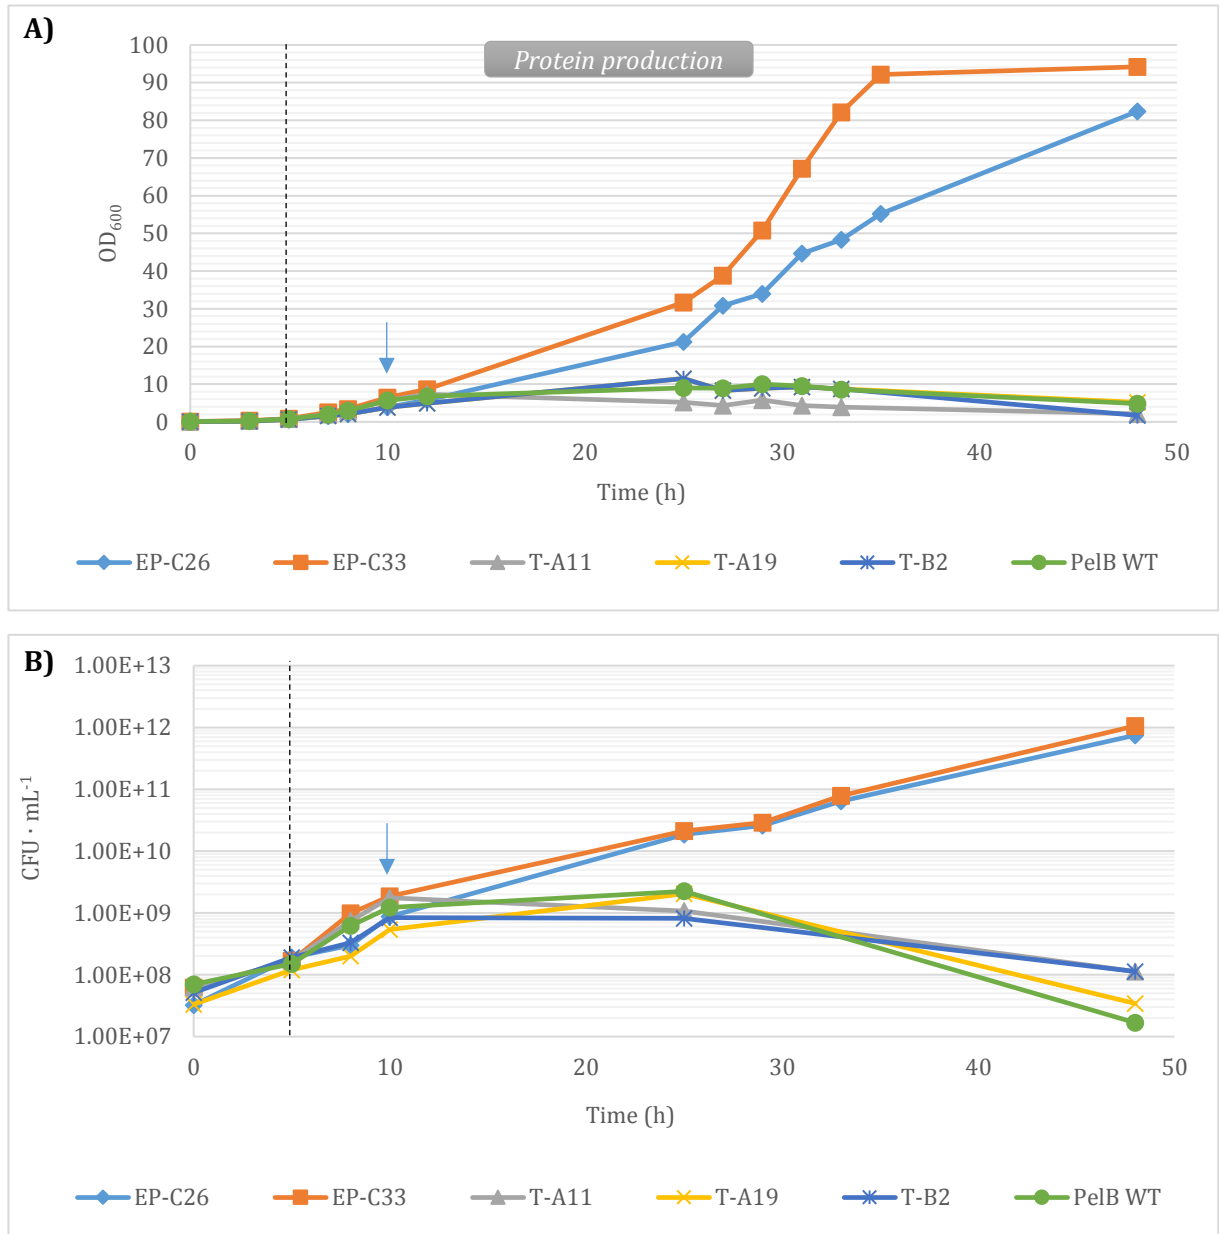 A)
Protein production
100
90
80
70
60
50
40
30
20
10
0
OD600
0 10 20 30 40 50
Time (h)
EP-C26 EP-C33 T-A11 T-A19 T-B2 PelB WT
B)
1.00E+13
1.00E+12
1.00E+11
1.00E+10
1.00E+09
1.00E+08
1.00E+07
CFU · mL-1
0 10 20 30 40 50
Time (h)
EP-C26 EP-C33 T-A11 T-A19 T-B2 PelB WT